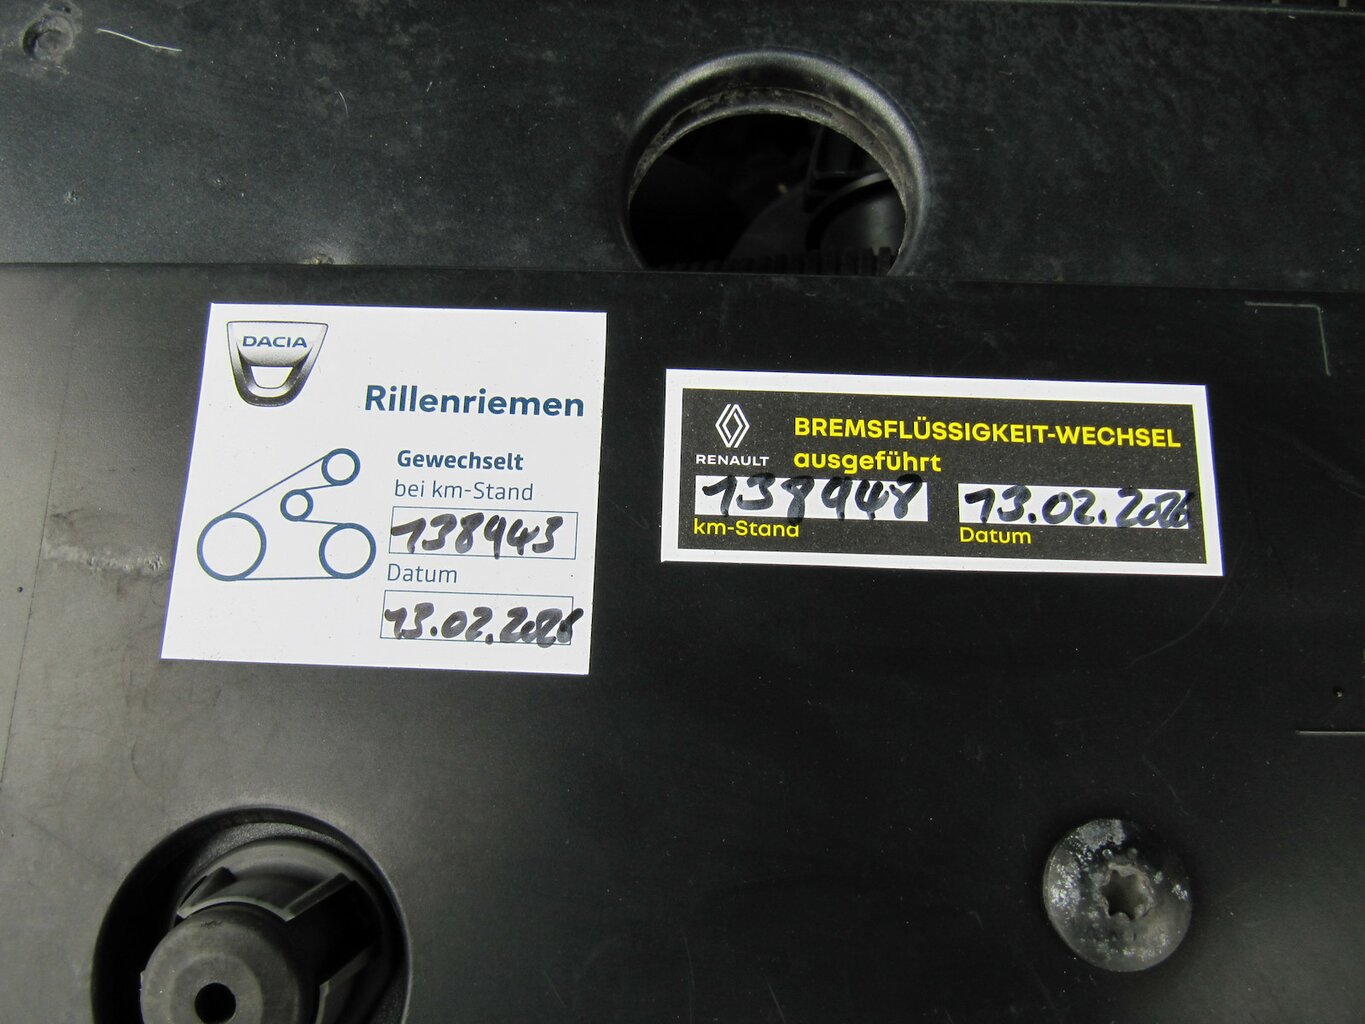 DACIA
Rillenriemen
Gewechselt
bei km-Stand
138943
Datum
13.02.2026
RENAULT
BREMSFLÜSSIGKEIT-WECHSEL
ausgeführt
138948
km-Stand
13.02.2026
Datum